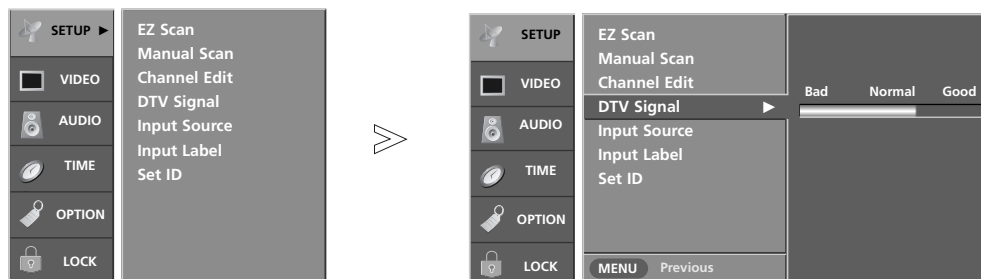 SETUP ►
VIDEO
AUDIO
TIME
OPTION
LOCK
EZ Scan
Manual Scan
Channel Edit
DTV Signal
Input Source
Input Label
Set ID
SETUP
VIDEO
AUDIO
TIME
OPTION
LOCK
EZ Scan
Manual Scan
Channel Edit
DTV Signal ►
Input Source
Input Label
Set ID
MENU Previous
Bad Normal Good